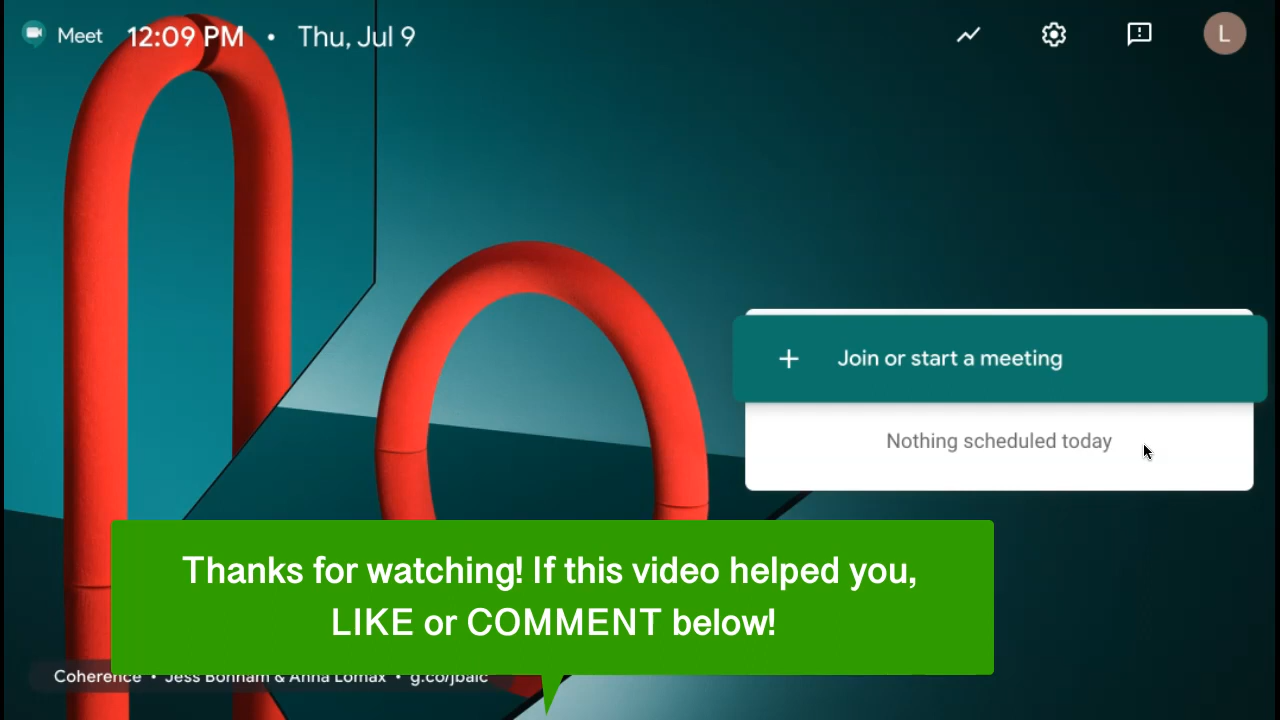 Meet 12:09 PM • Thu, Jul 9
L
Join or start a meeting
Nothing scheduled today
Thanks for watching! If this video helped you,
LIKE or COMMENT below!
Coherence • Jess Bonham & Anna Lomax • g.co/jbalc